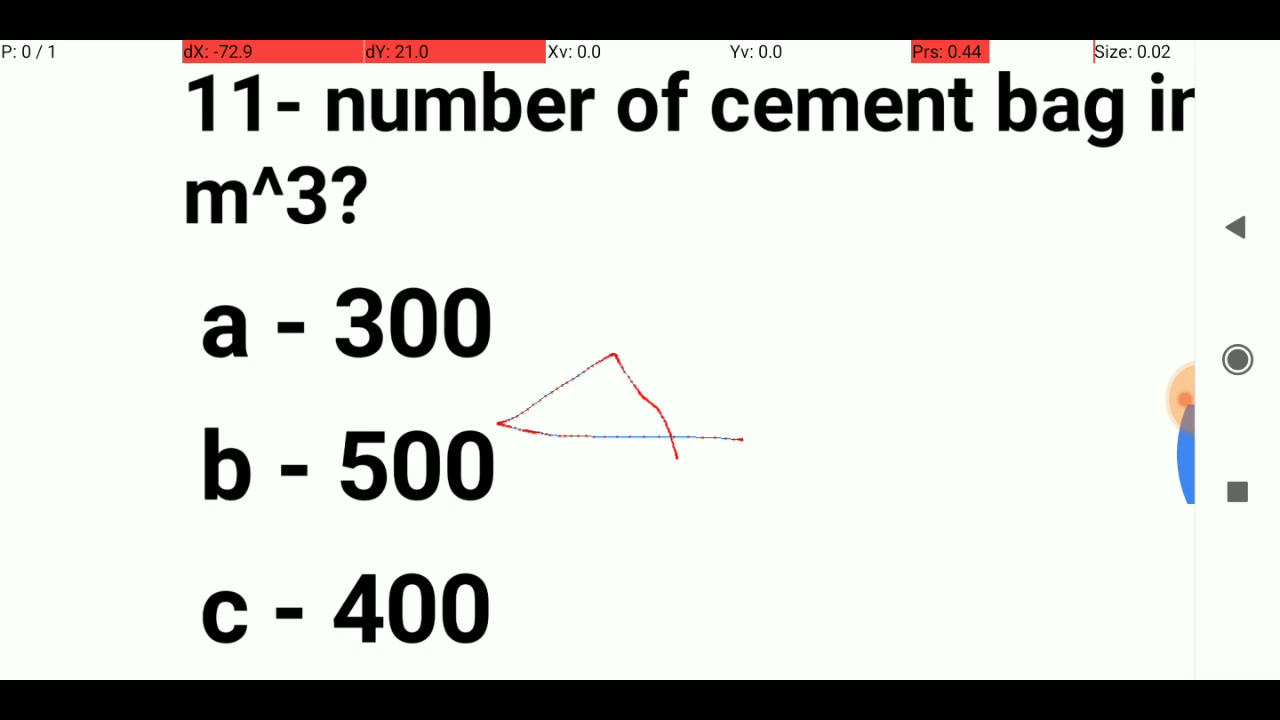 P: 0 / 1 dX: -72.9 dY: 21.0 Xv: 0.0 Yv: 0.0 Prs: 0.44 Size: 0.02
11- number of cement bag in
m^3?
a - 300
b - 500
c - 400